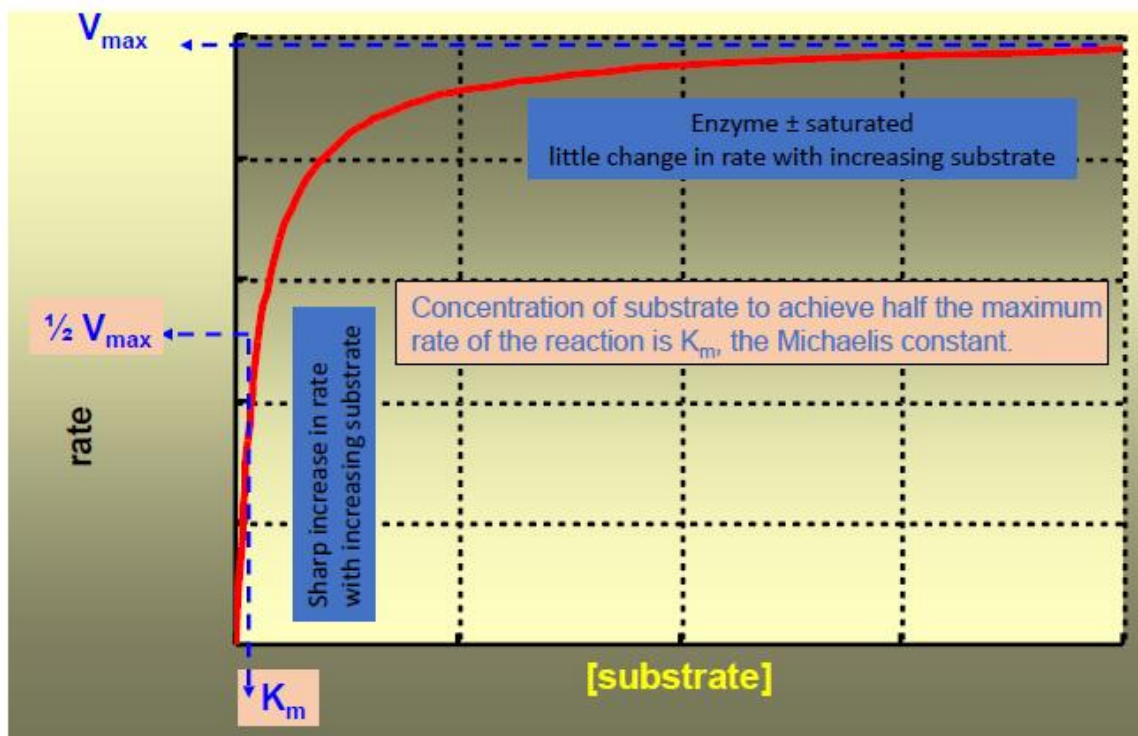 Vmax
Enzyme ± saturated
little change in rate with increasing substrate
Concentration of substrate to achieve half the maximum
rate of the reaction is Km, the Michaelis constant.
½ Vmax
Sharp increase in rate
with increasing substrate
rate
[substrate]
Km